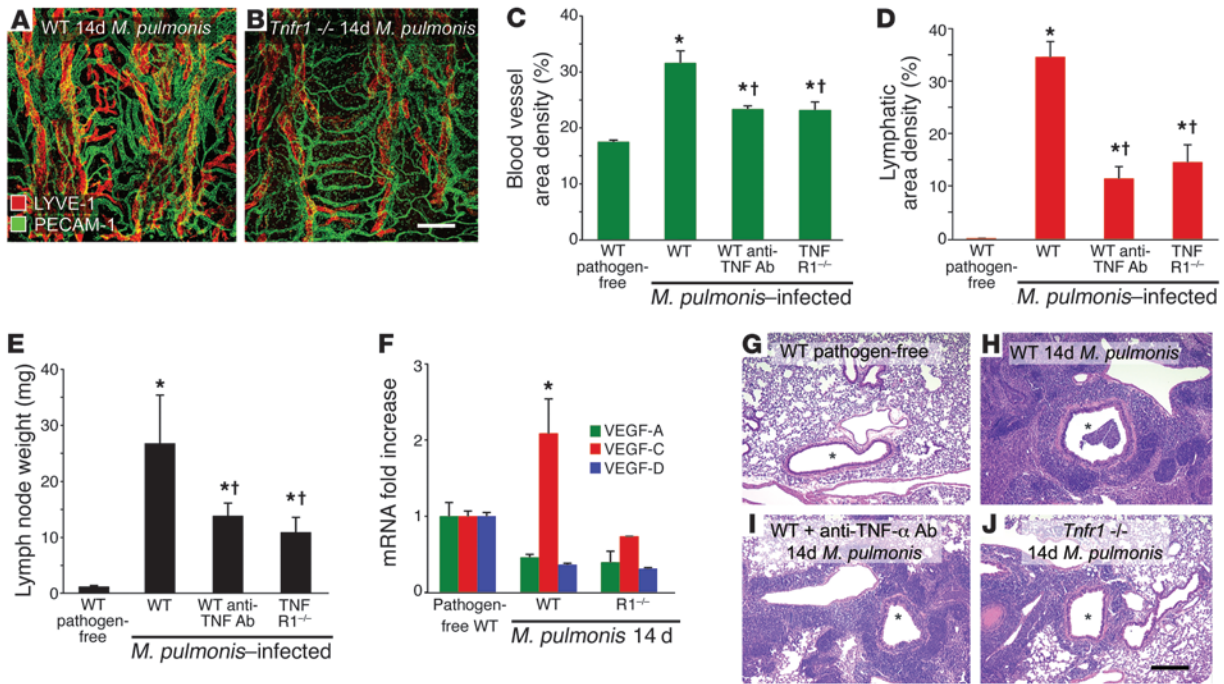 A
WT 14d M. pulmonis
LYVE-1
PECAM-1
B
Tnfr1 -/- 14d M. pulmonis
C
Blood vessel
area density (%)
40
30
20
10
0
*
*†
*†
WT
pathogen-
free
WT
WT anti-
TNF Ab
TNF
R1⁻/⁻
M. pulmonis–infected
D
Lymphatic
area density (%)
40
30
20
10
0
*
*†
*†
WT
pathogen-
free
WT
WT anti-
TNF Ab
TNF
R1⁻/⁻
M. pulmonis–infected
E
Lymph node weight (mg)
40
30
20
10
0
*
*†
*†
WT
pathogen-
free
WT
WT anti-
TNF Ab
TNF
R1⁻/⁻
M. pulmonis–infected
F
mRNA fold increase
3
2
1
0
*
VEGF-A
VEGF-C
VEGF-D
Pathogen-
free WT
WT
R1⁻/⁻
M. pulmonis 14 d
G
WT pathogen-free
*
H
WT 14d M. pulmonis
*
I
WT + anti-TNF-α Ab
14d M. pulmonis
*
J
Tnfr1 -/-
14d M. pulmonis
*